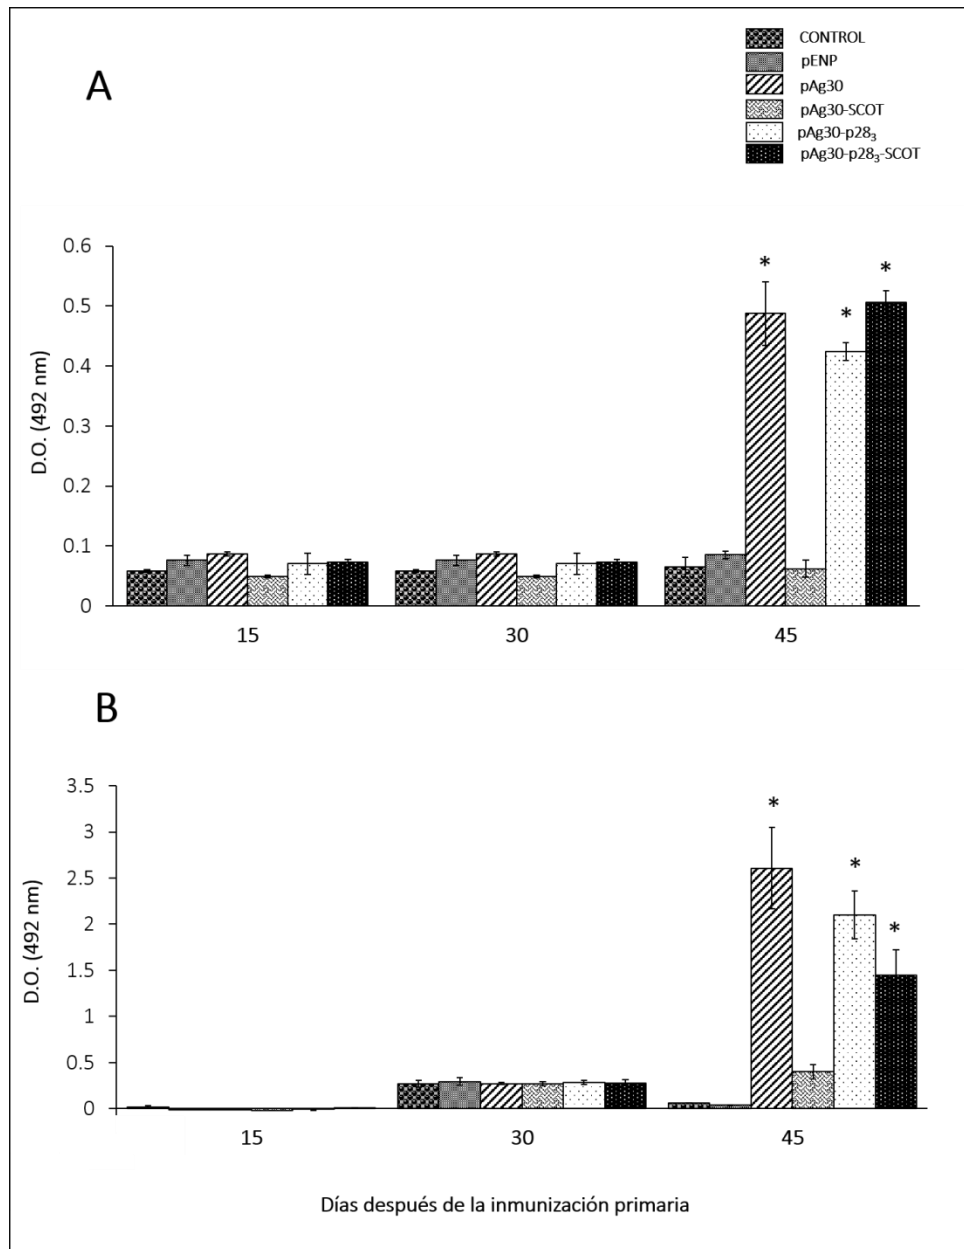 A
CONTROL
pENP
pAg30
pAg30-SCOT
pAg30-p28₃
pAg30-p28₃-SCOT
D.O. (492 nm)
0.6
0.5
0.4
0.3
0.2
0.1
0
* * *
15 30 45
B
D.O. (492 nm)
3.5
3
2.5
2
1.5
1
0.5
0
* * *
15 30 45
Días después de la inmunización primaria